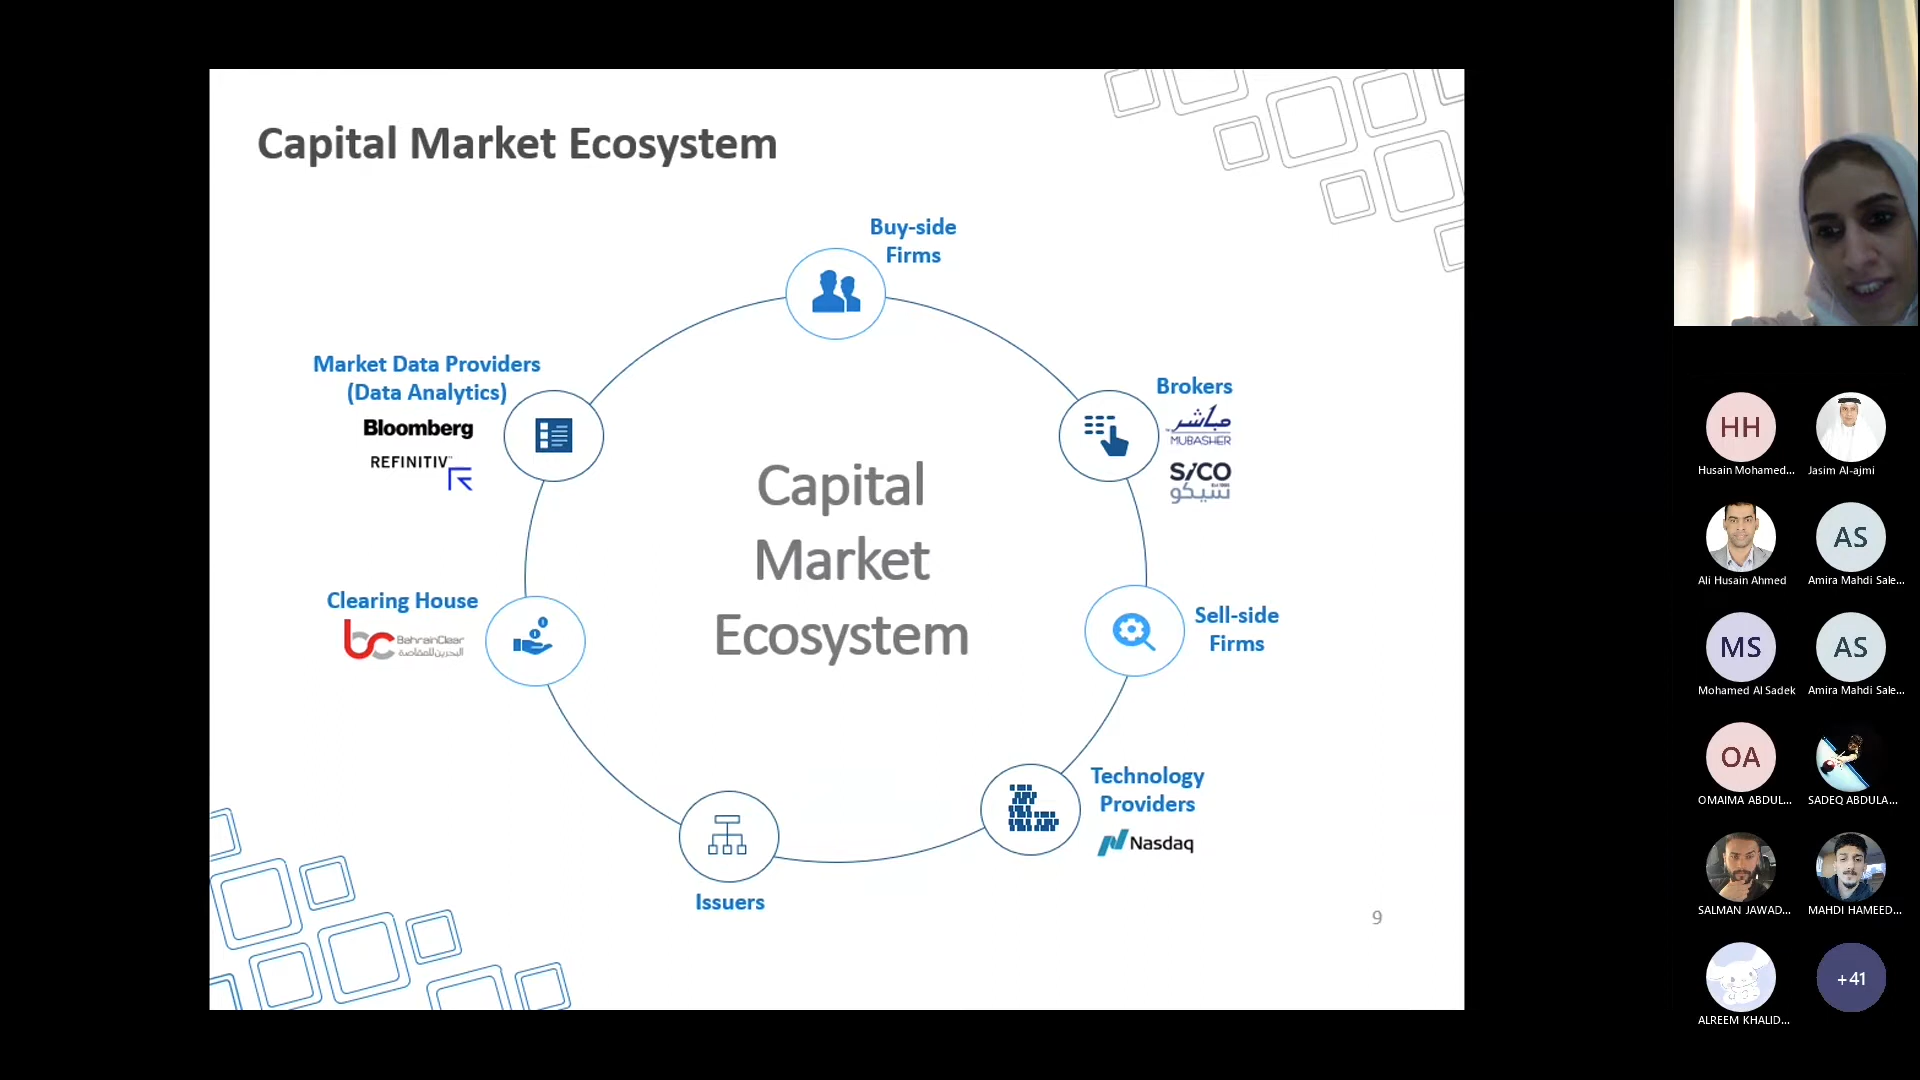 Capital Market Ecosystem
Buy-side
Firms
Market Data Providers
(Data Analytics)
Bloomberg
REFINITIV
Brokers
مباشر
MUBASHER
SICO
سيكو
Capital
Market
Ecosystem
Clearing House
bc BahrainClear
البحرين للمقاصة
Sell-side
Firms
Technology
Providers
Nasdaq
Issuers
9
HH
Husain Mohamed...
Jasim Al-ajmi
Ali Husain Ahmed
AS
Amira Mahdi Sale...
MS
Mohamed Al Sadek
AS
Amira Mahdi Sale...
OA
OMAIMA ABDUL...
SADEQ ABDULA...
SALMAN JAWAD...
MAHDI HAMEED...
ALREEM KHALID...
+41